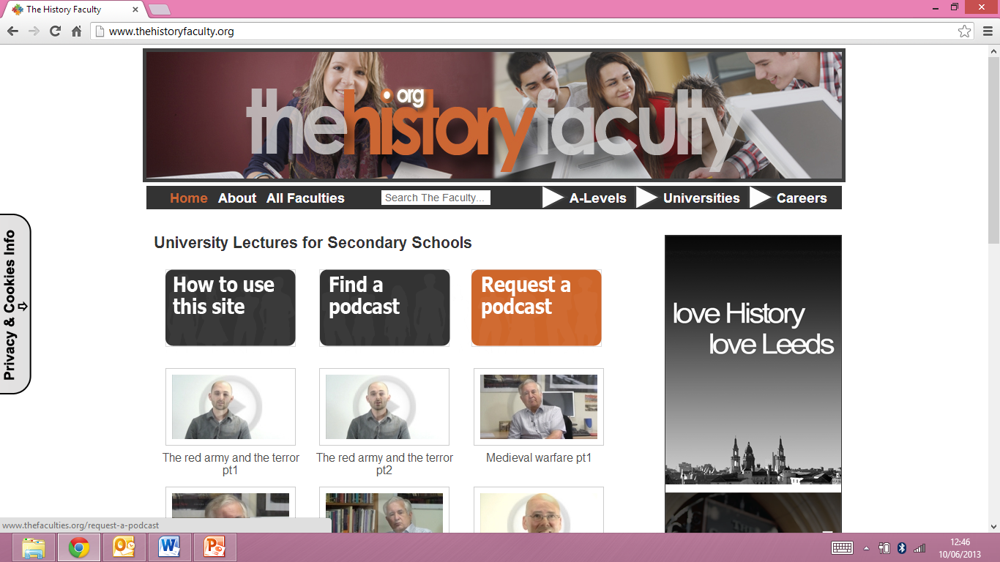 The History Faculty
www.thehistoryfaculty.org
thehistoryfaculty
.org
Home About All Faculties Search The Faculty... A-Levels Universities Careers
Privacy & Cookies Info
University Lectures for Secondary Schools
How to use
this site
Find a
podcast
Request a
podcast
love History
love Leeds
The red army and the terror
pt1
The red army and the terror
pt2
Medieval warfare pt1
www.thefaculties.org/request-a-podcast
12:46
10/06/2013